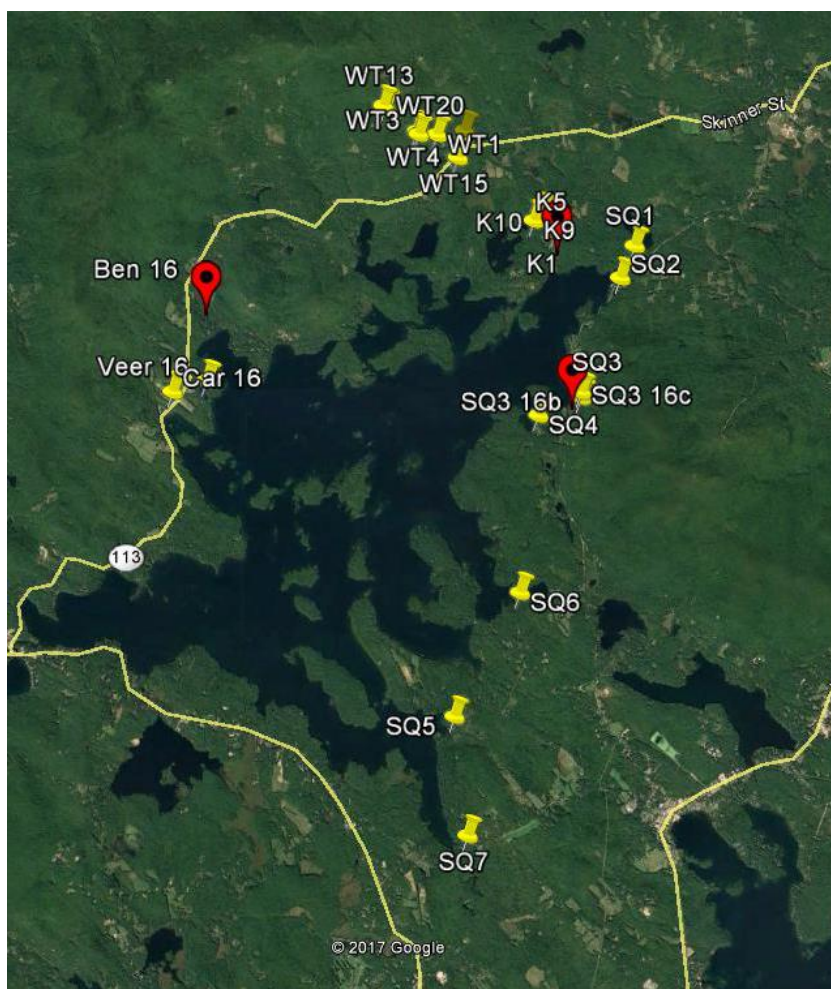 WT13
WT20
WT3
Skinner St
WT1
WT4
WT15
K5
SQ1
K10
K9
K1
SQ2
Ben 16
Veer 16
Car 16
SQ3
SQ3 16b
SQ3 16c
SQ4
113
SQ6
SQ5
SQ7
© 2017 Google